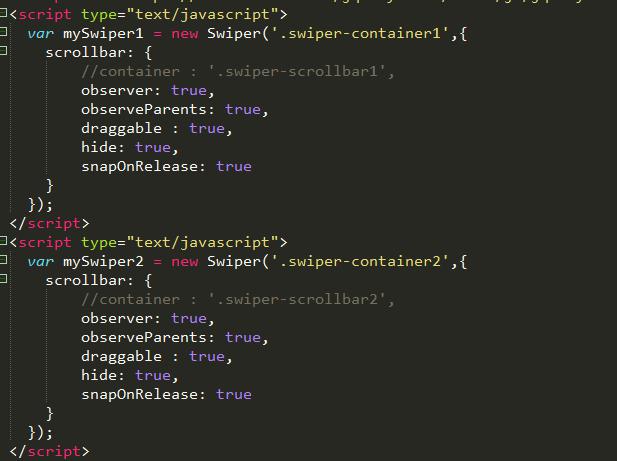 <script type="text/javascript">
var mySwiper1 = new Swiper('.swiper-container1',{
scrollbar: {
//container : '.swiper-scrollbar1',
observer: true,
observeParents: true,
draggable : true,
hide: true,
snapOnRelease: true
}
});
</script>
<script type="text/javascript">
var mySwiper2 = new Swiper('.swiper-container2',{
scrollbar: {
//container : '.swiper-scrollbar2',
observer: true,
observeParents: true,
draggable : true,
hide: true,
snapOnRelease: true
}
});
</script>